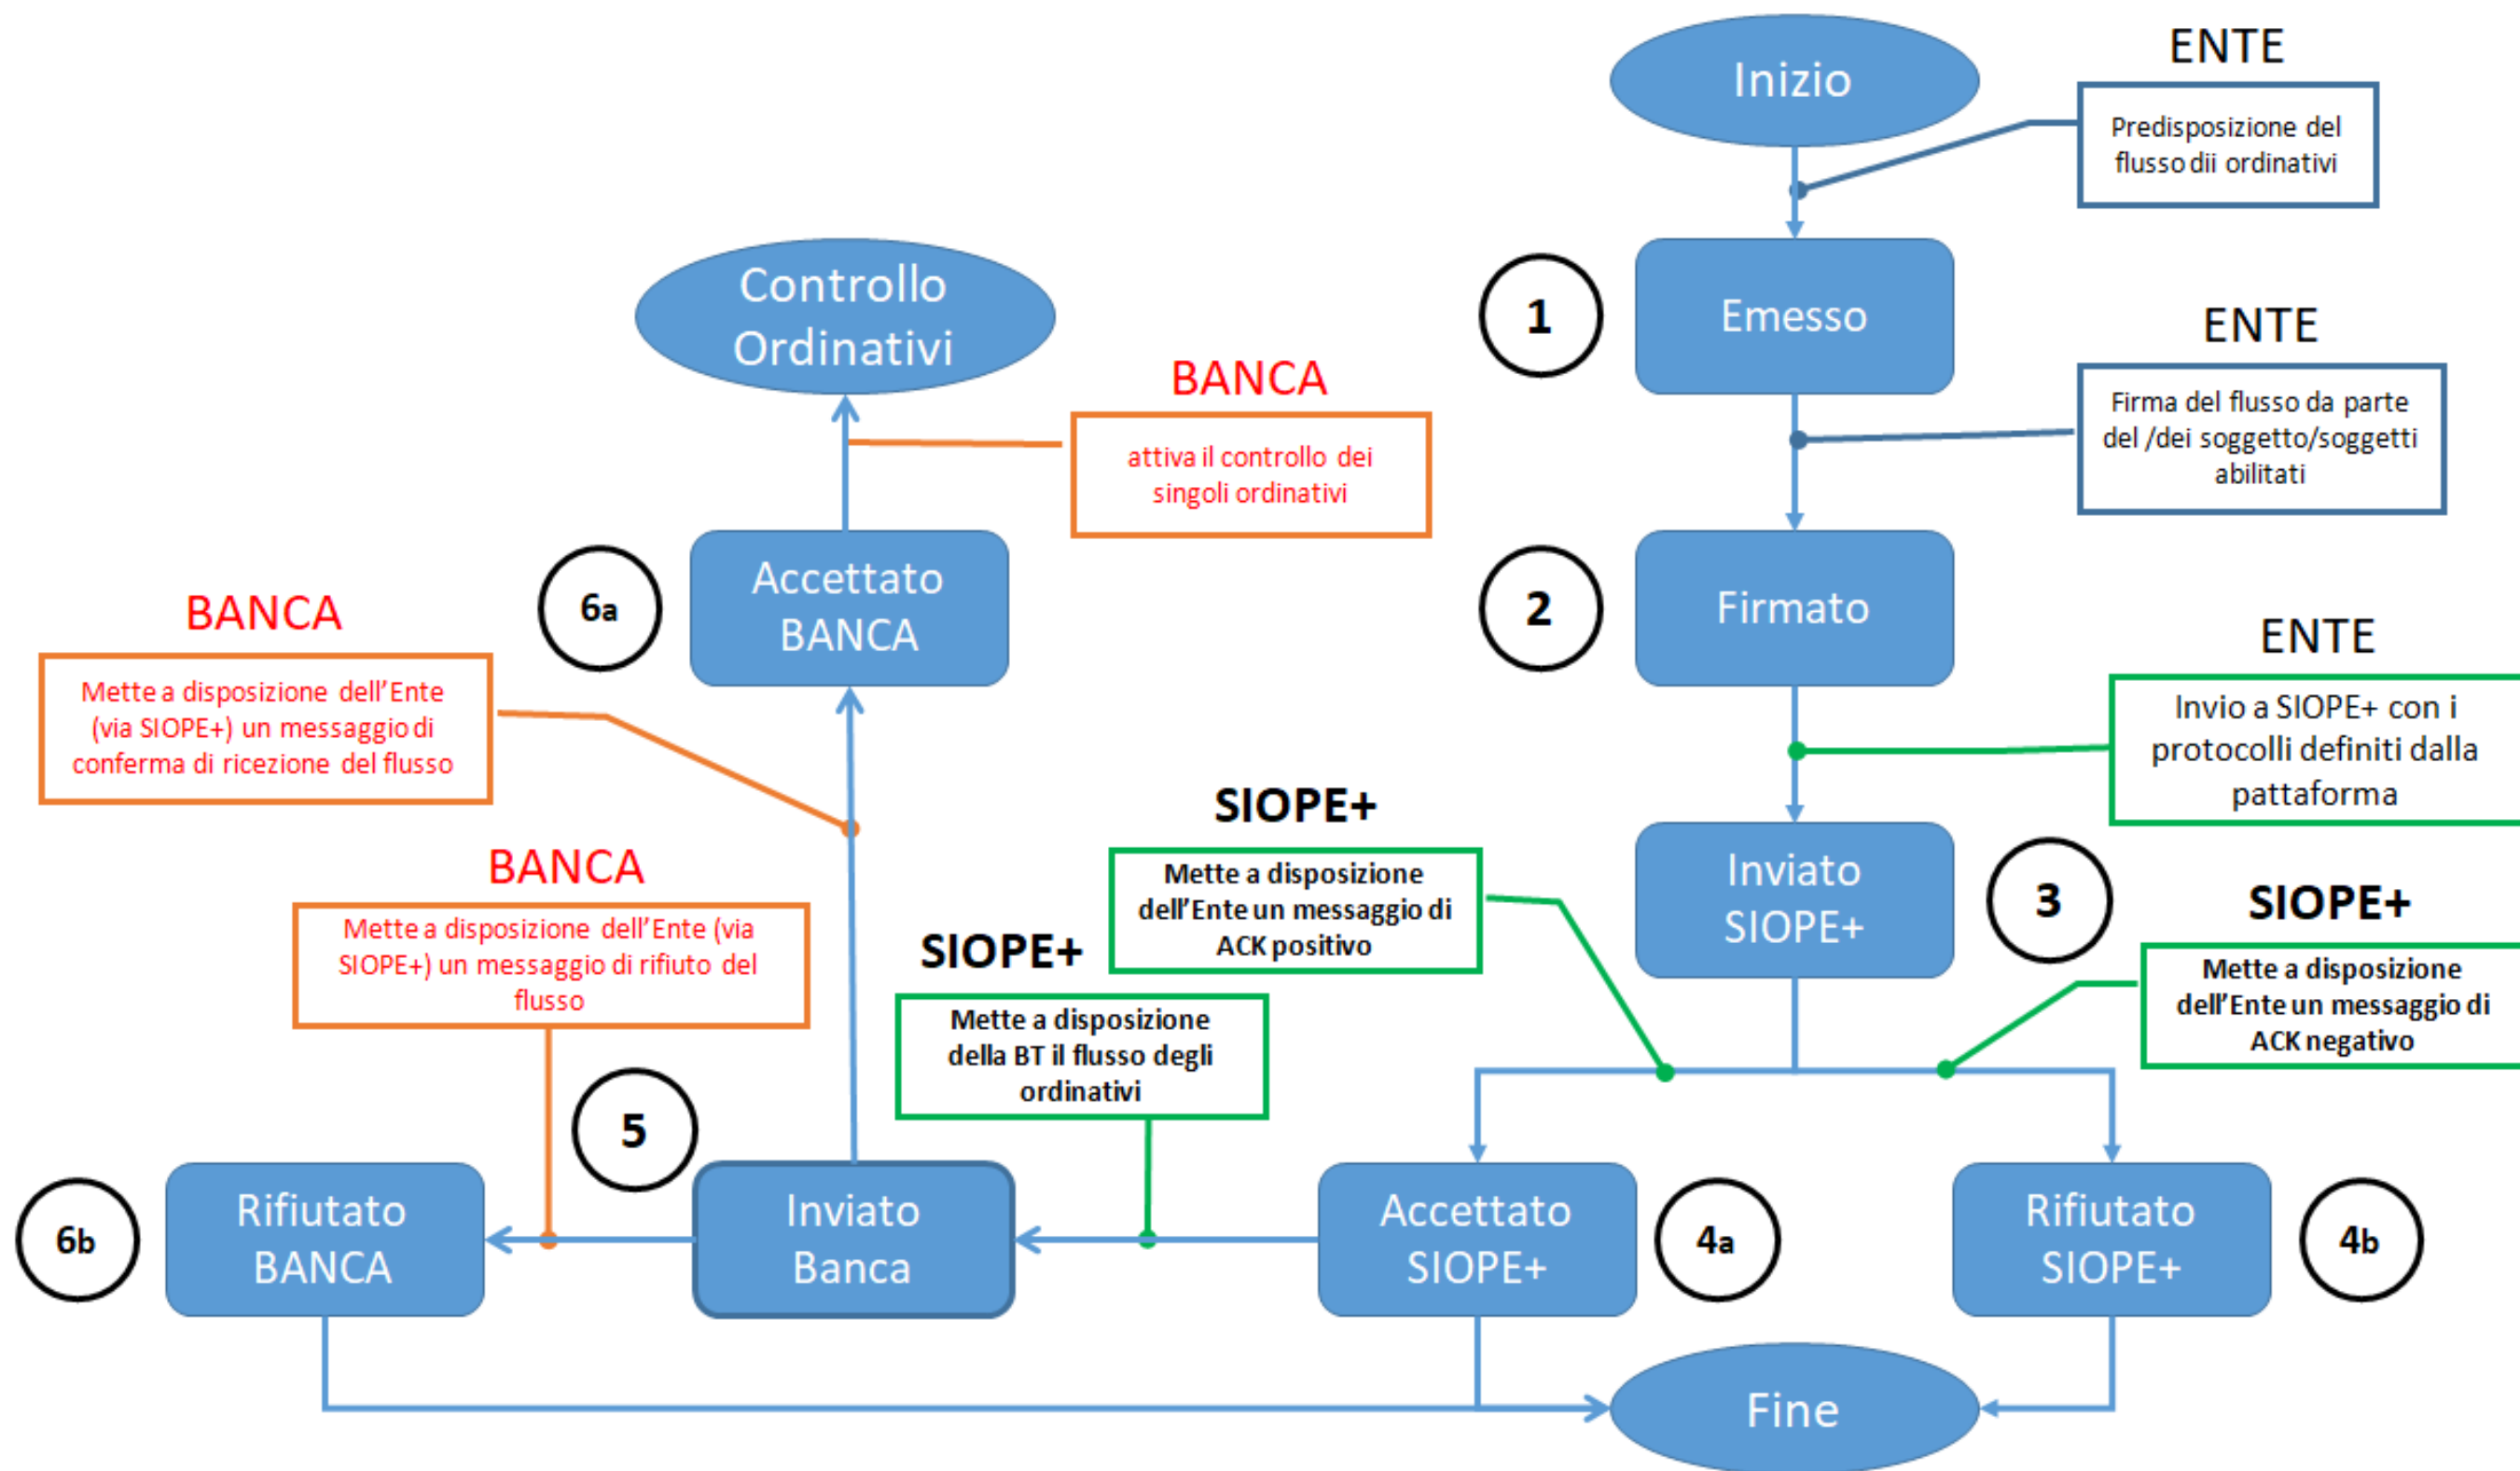 Inizio
ENTE
Predisposizione del
flusso dii ordinativi
1
Emesso
ENTE
Firma del flusso da parte
del /dei soggetto/soggetti
abilitati
2
Firmato
ENTE
Invio a SIOPE+ con i
protocolli definiti dalla
pattaforma
Inviato
SIOPE+
3
SIOPE+
Mette a disposizione
dell’Ente un messaggio di
ACK positivo
SIOPE+
Mette a disposizione
dell’Ente un messaggio di
ACK negativo
Accettato
SIOPE+
4a
Rifiutato
SIOPE+
4b
SIOPE+
Mette a disposizione
della BT il flusso degli
ordinativi
5
Inviato
Banca
BANCA
Mette a disposizione dell’Ente
(via SIOPE+) un messaggio di
conferma di ricezione del flusso
6a
Accettato
BANCA
BANCA
attiva il controllo dei
singoli ordinativi
Controllo
Ordinativi
BANCA
Mette a disposizione dell’Ente (via
SIOPE+) un messaggio di rifiuto del
flusso
6b
Rifiutato
BANCA
Fine